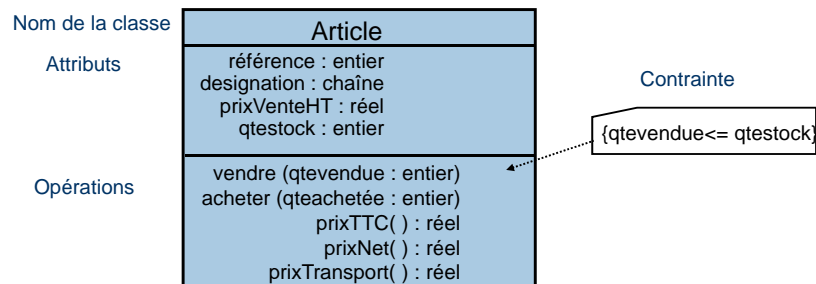 Nom de la classe
Article
Attributs
référence : entier
designation : chaîne
prixVenteHT : réel
qtestock : entier
Contrainte
{qtevendue<= qtestock}
Opérations
vendre (qtevendue : entier)
acheter (qteachetée : entier)
prixTTC( ) : réel
prixNet( ) : réel
prixTransport( ) : réel